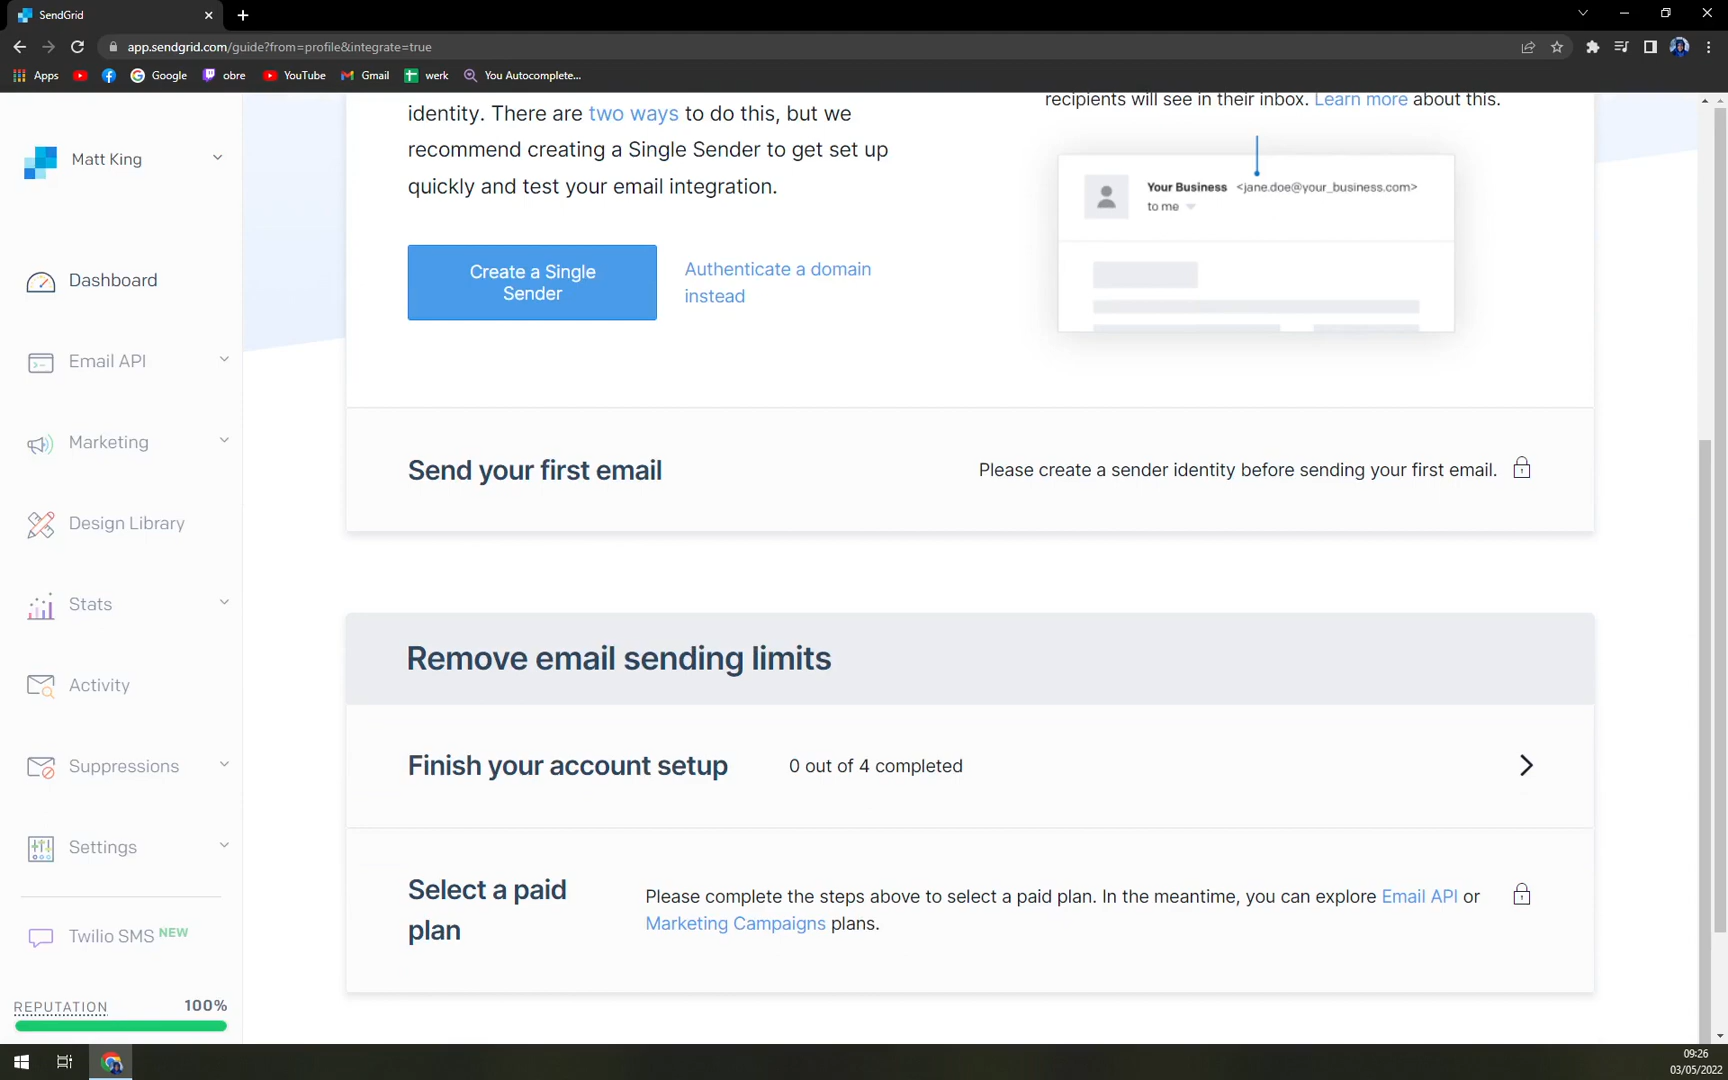 SendGrid
app.sendgrid.com/guide?from=profile&integrate=true
Apps
Google
obre
YouTube
Gmail
werk
You Autocomplete...
Matt King
Dashboard
Email API
Marketing
Design Library
Stats
Activity
Suppressions
Settings
Twilio SMS NEW
REPUTATION 100%
identity. There are two ways to do this, but we
recommend creating a Single Sender to get set up
quickly and test your email integration.
Create a Single
Sender
Authenticate a domain
instead
recipients will see in their inbox. Learn more about this.
Your Business <jane.doe@your_business.com>
to me
Send your first email
Please create a sender identity before sending your first email.
Remove email sending limits
Finish your account setup
0 out of 4 completed
Select a paid
plan
Please complete the steps above to select a paid plan. In the meantime, you can explore Email API or
Marketing Campaigns plans.
09:26
03/05/2022